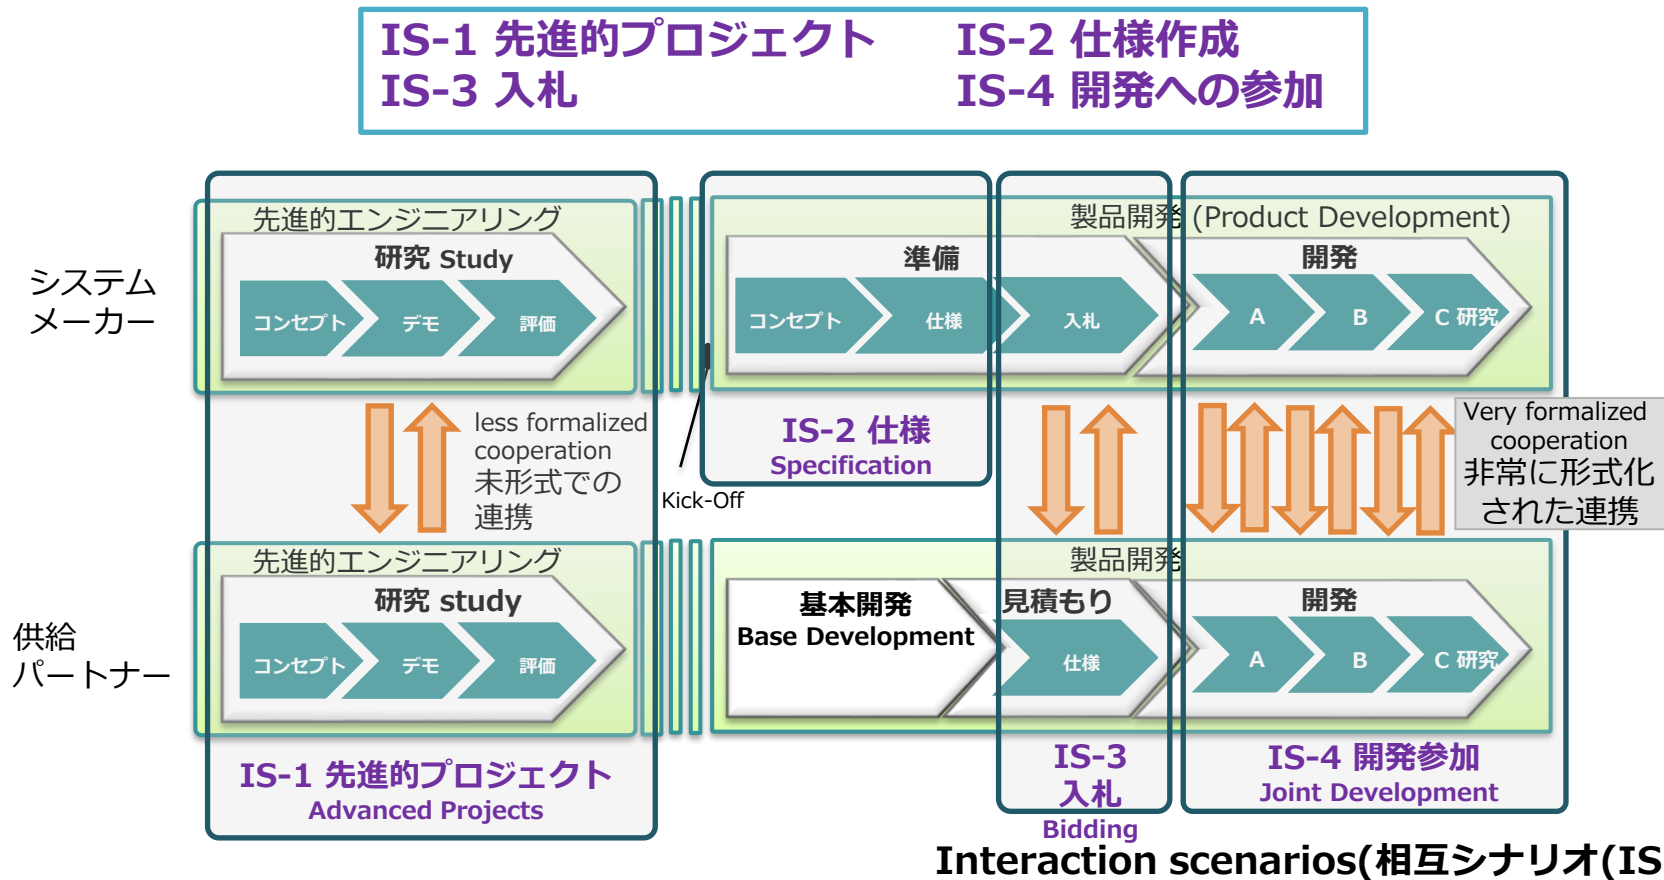 IS-1 先進的プロジェクト IS-2 仕様作成
IS-3 入札 IS-4 開発への参加
システム
メーカー
先進的エンジニアリング
研究 Study
コンセプト デモ 評価
製品開発 (Product Development)
準備
コンセプト 仕様 入札
開発
A B C 研究
less formalized
cooperation
未形式での
連携
Kick-Off
IS-2 仕様
Specification
Very formalized
cooperation
非常に形式化
された連携
供給
パートナー
先進的エンジニアリング
研究 study
コンセプト デモ 評価
製品開発
基本開発
Base Development
見積もり
仕様
開発
A B C 研究
IS-1 先進的プロジェクト
Advanced Projects
IS-3
入札
Bidding
IS-4 開発参加
Joint Development
Interaction scenarios(相互シナリオ(IS